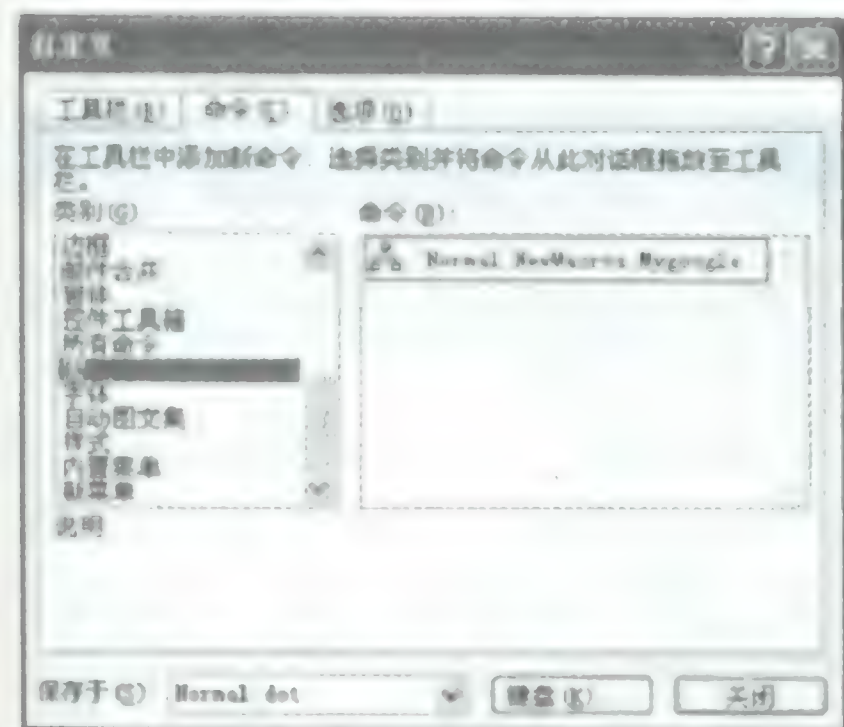 自定义
工具栏(B) 命令(C) 选项(O)
在工具栏中添加新命令：选择类别并将命令从此对话框拖放至工具
栏。
类别(G) 命令(D):
边框
邮件合并
窗体
控件工具箱
所有命令
字体
自动图文集
样式
内置菜单
新菜单
Normal NewMacros Mygoogle
说明
保存于(S) Normal dot 键盘(K) 关闭